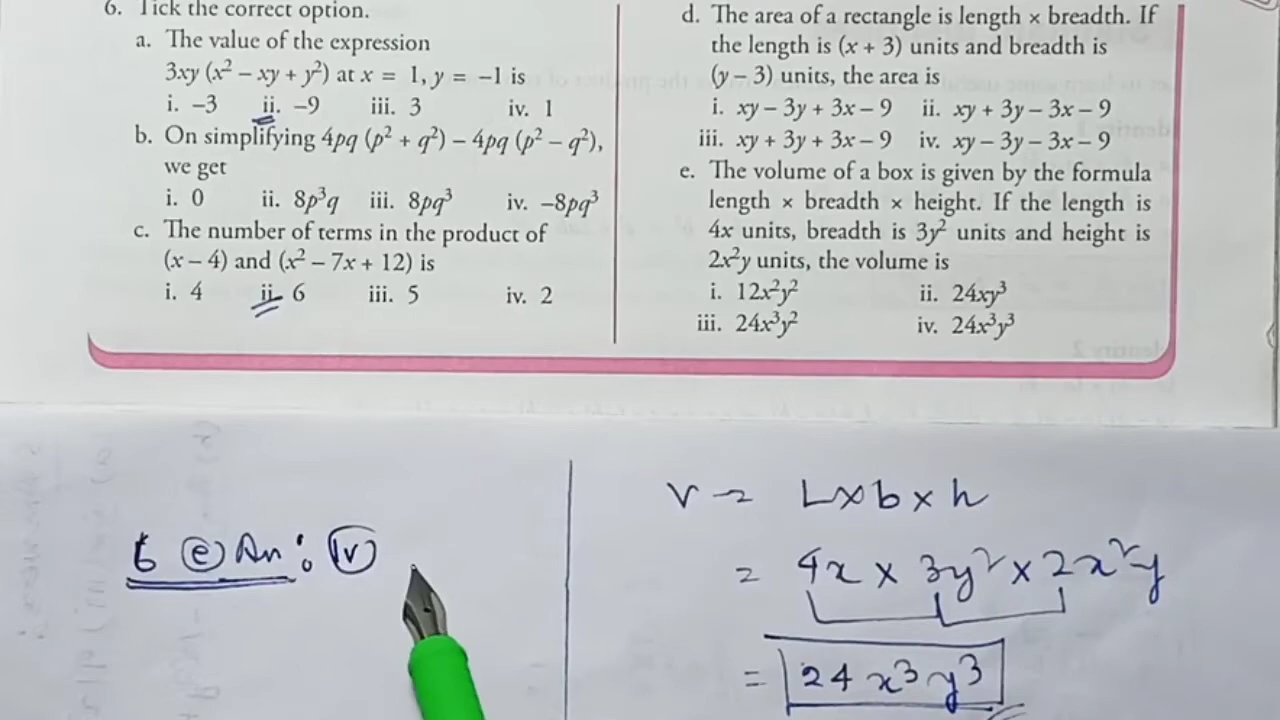 6. Tick the correct option.
a. The value of the expression
3xy (x² − xy + y²) at x = 1, y = −1 is
i. −3 ii. −9 iii. 3 iv. 1
b. On simplifying 4pq (p² + q²) − 4pq (p² − q²),
we get
i. 0 ii. 8p³q iii. 8pq³ iv. −8pq³
c. The number of terms in the product of
(x − 4) and (x² − 7x + 12) is
i. 4 ii. 6 iii. 5 iv. 2
d. The area of a rectangle is length × breadth. If
the length is (x + 3) units and breadth is
(y − 3) units, the area is
i. xy − 3y + 3x − 9 ii. xy + 3y − 3x − 9
iii. xy + 3y + 3x − 9 iv. xy − 3y − 3x − 9
e. The volume of a box is given by the formula
length × breadth × height. If the length is
4x units, breadth is 3y² units and height is
2x²y units, the volume is
i. 12x²y² ii. 24xy³
iii. 24x³y² iv. 24x³y³
6 (e) An : (iv)
V = L×b×h
= 4x × 3y² × 2x²y
= 24x³y³